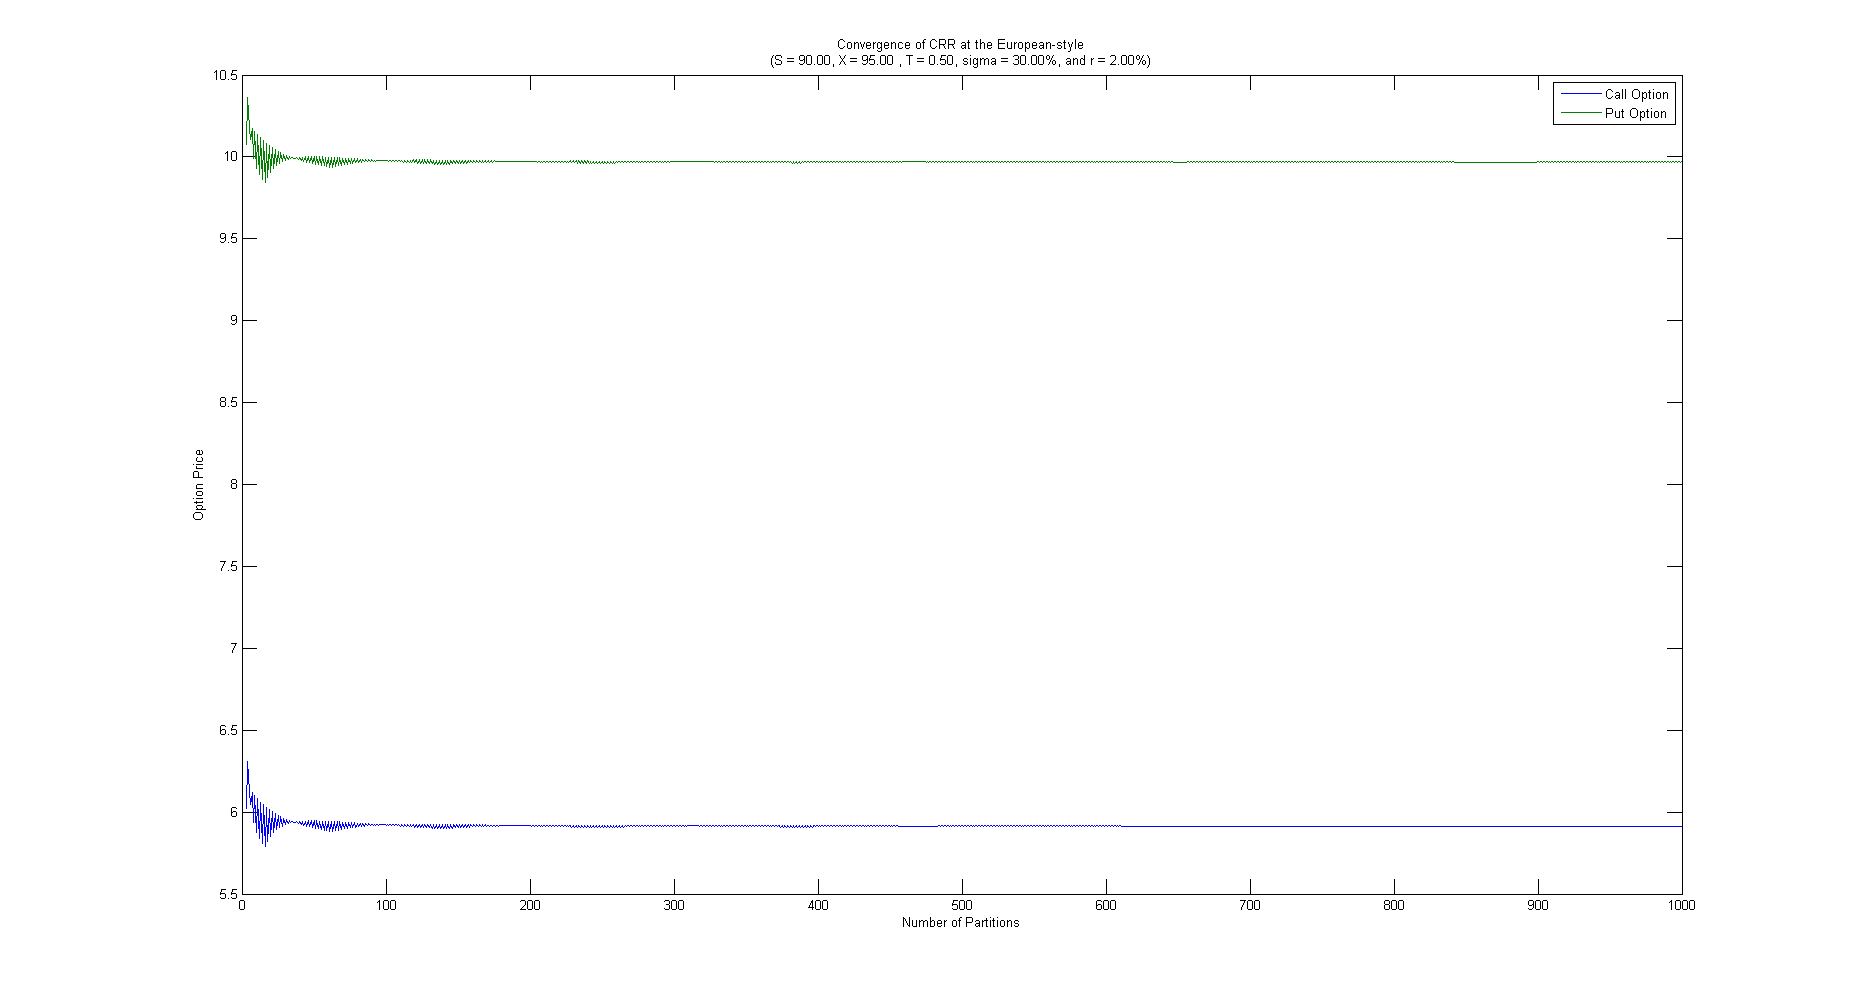 Convergence of CRR at the European-style
(S = 90.00, X = 95.00 , T = 0.50, sigma = 30.00%, and r = 2.00%)
Call Option
Put Option
10.5
10
9.5
9
8.5
8
7.5
7
6.5
6
5.5
Option Price
0 100 200 300 400 500 600 700 800 900 1000
Number of Partitions